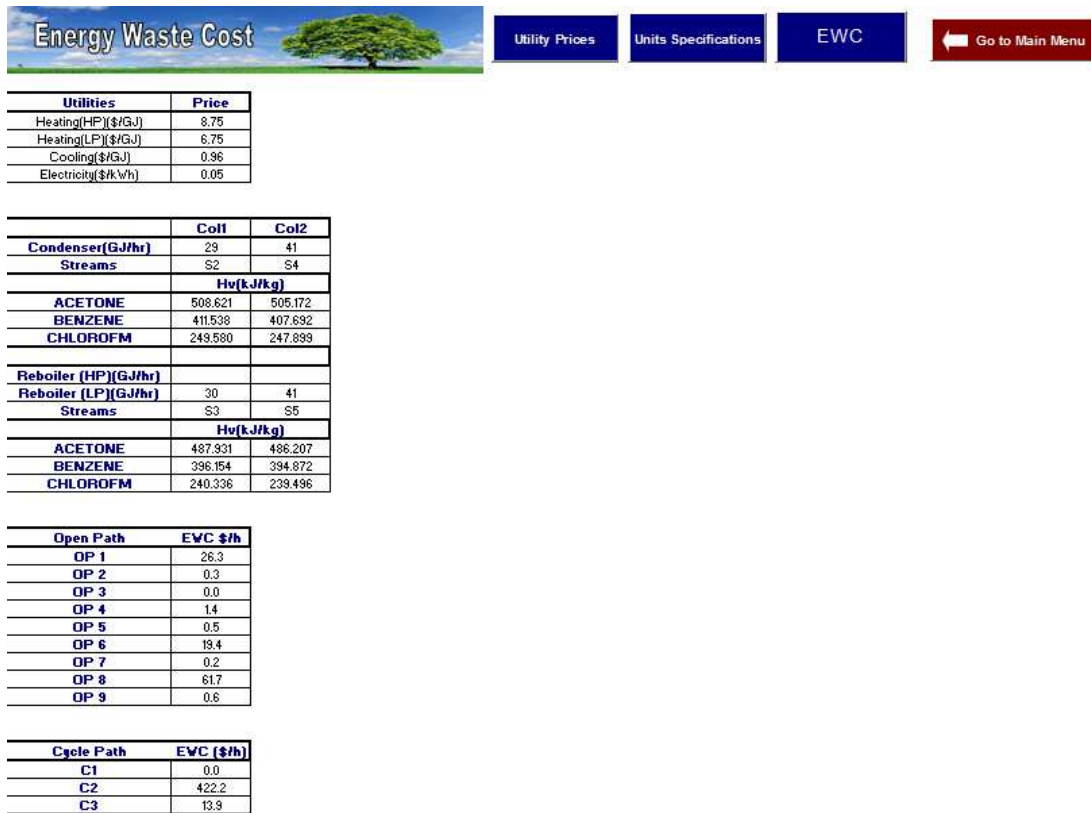 Energy Waste Cost
Utility Prices
Units Specifications
EWC
Go to Main Menu
Utilities Price
Heating(HP)($/GJ) 8.75
Heating(LP)($/GJ) 6.75
Cooling($/GJ) 0.96
Electricity($/kWh) 0.05
Col1 Col2
Condenser(GJ/hr) 29 41
Streams S2 S4
Hv(kJ/kg)
ACETONE 508.621 505.172
BENZENE 411.538 407.692
CHLOROFM 249.580 247.899
Reboiler (HP)(GJ/hr)
Reboiler (LP)(GJ/hr) 30 41
Streams S3 S5
Hv(kJ/kg)
ACETONE 487.931 486.207
BENZENE 396.154 394.872
CHLOROFM 240.336 239.496
Open Path EWC $/h
OP 1 26.3
OP 2 0.3
OP 3 0.0
OP 4 1.4
OP 5 0.5
OP 6 19.4
OP 7 0.2
OP 8 61.7
OP 9 0.6
Cycle Path EWC ($/h)
C1 0.0
C2 422.2
C3 13.9